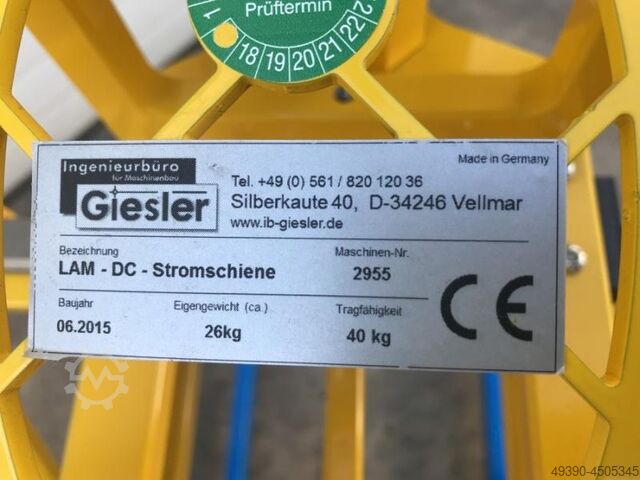 Prüftermin
11 18 19 20 21 22
Ingenieurbüro
für Maschinenbau
Giesler
Made in Germany
Tel. +49 (0) 561 / 820 120 36
Silberkaute 40, D-34246 Vellmar
www.ib-giesler.de
Bezeichnung
Maschinen-Nr.
LAM - DC - Stromschiene
2955
Baujahr
Eigengewicht (ca.)
Tragfähigkeit
06.2015
26kg
40 kg
CE
49390-4505345